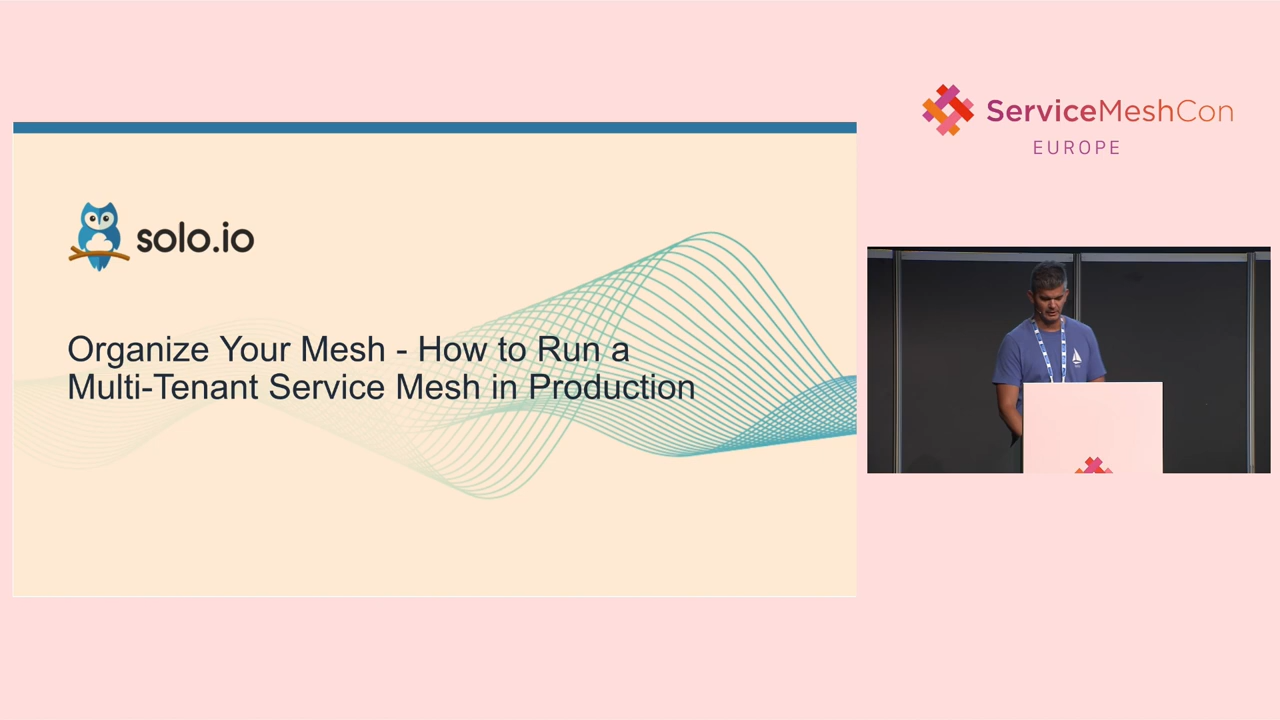 ServiceMeshCon
EUROPE
solo.io
Organize Your Mesh - How to Run a
Multi-Tenant Service Mesh in Production